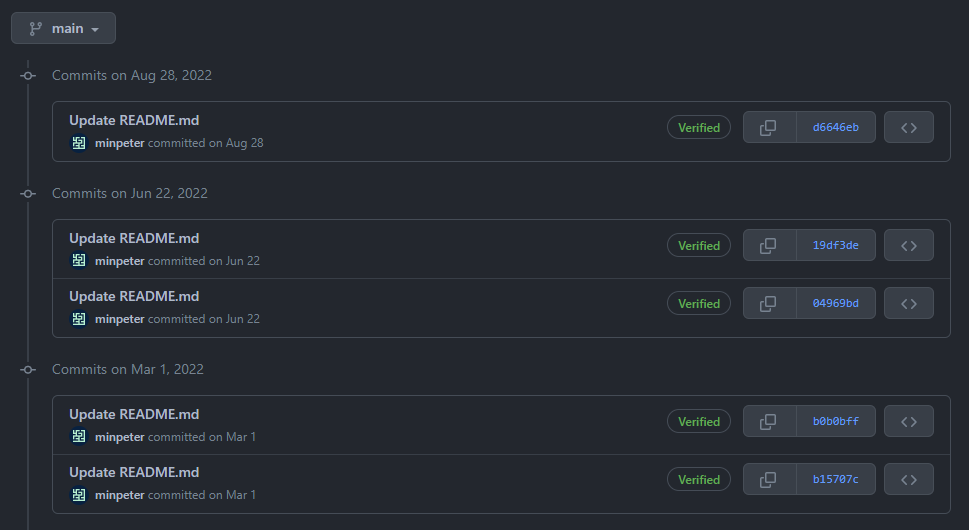 main
Commits on Aug 28, 2022
Update README.md
minpeter committed on Aug 28
Verified
d6646eb
Commits on Jun 22, 2022
Update README.md
minpeter committed on Jun 22
Verified
19df3de
Update README.md
minpeter committed on Jun 22
Verified
04969bd
Commits on Mar 1, 2022
Update README.md
minpeter committed on Mar 1
Verified
b0b0bff
Update README.md
minpeter committed on Mar 1
Verified
b15707c